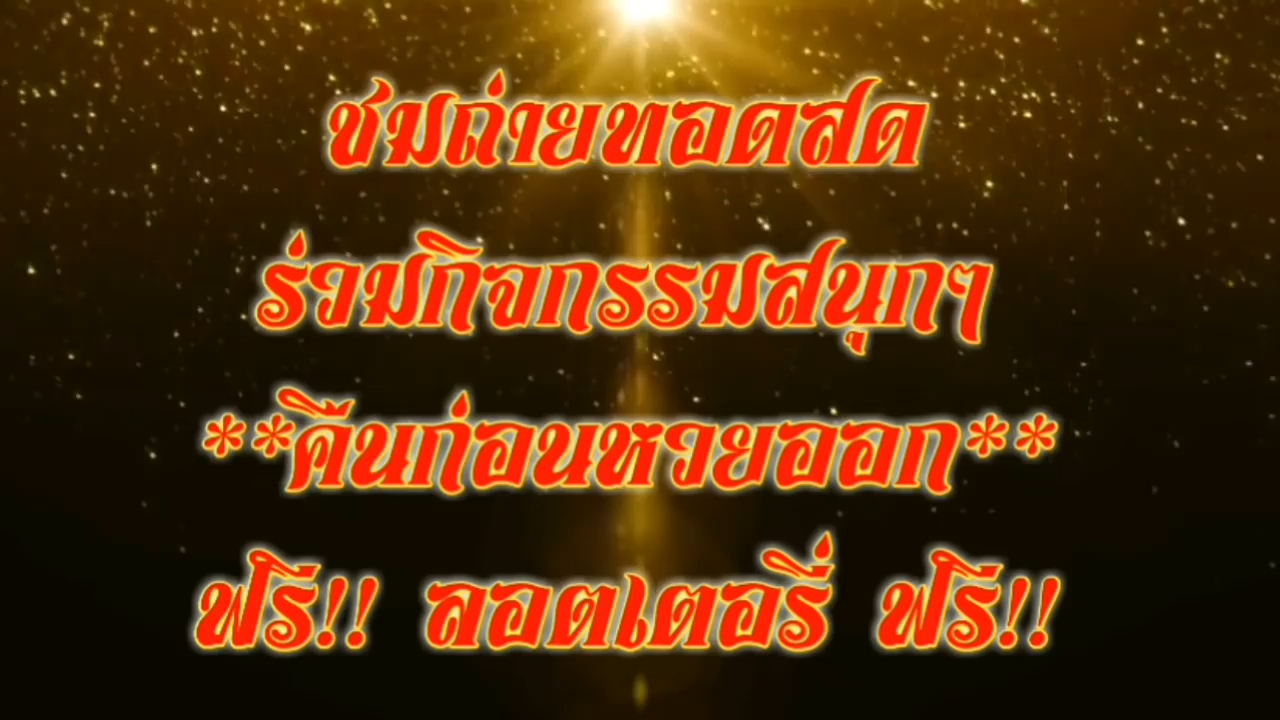 ชมถ่ายทอดสด
ร่วมกิจกรรมสนุกๆ
**คืนก่อนหวยออก**
ฟรี!! ลอตเตอรี่ ฟรี!!